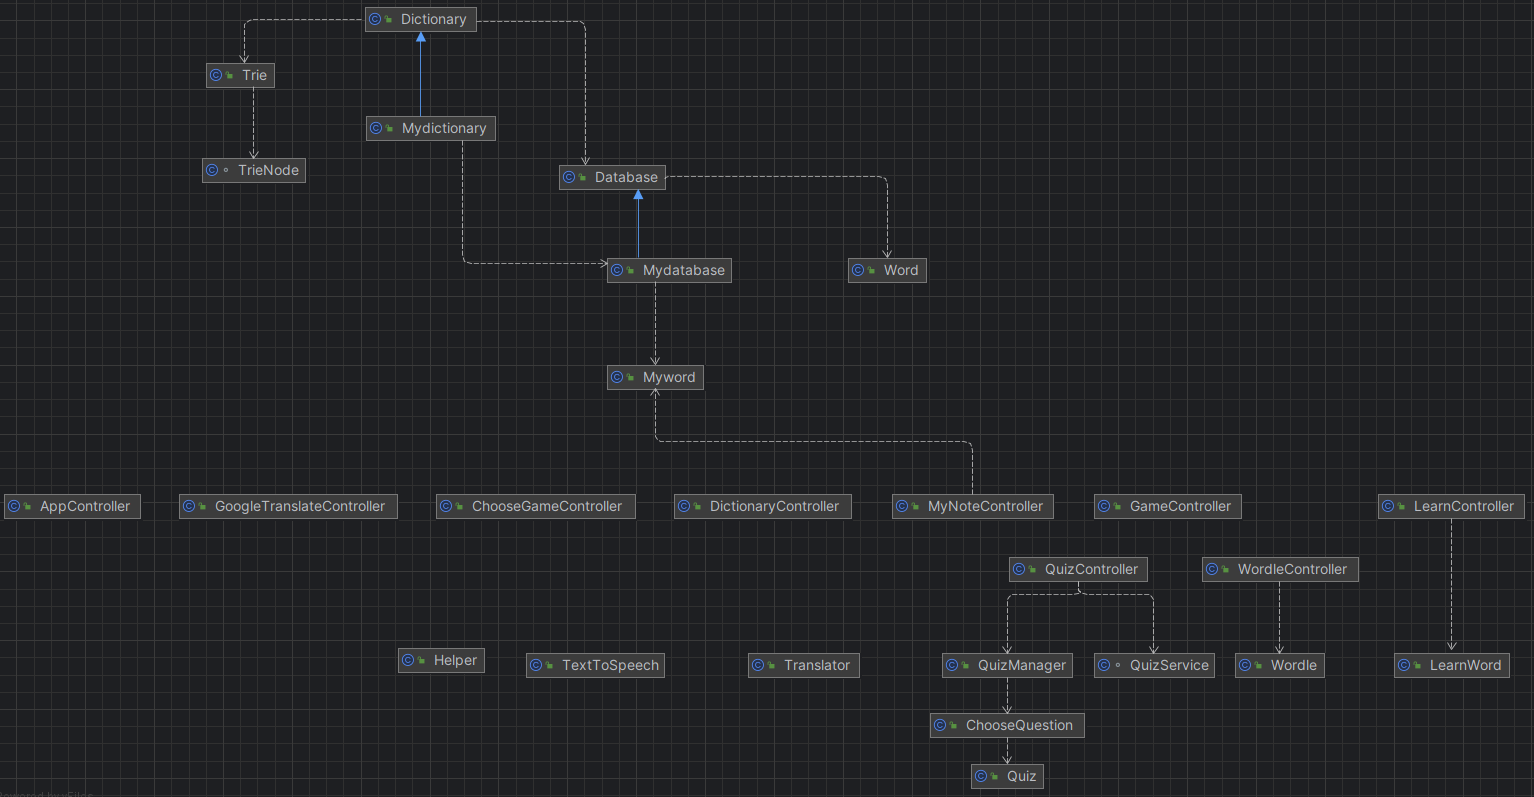 Dictionary
Trie
Mydictionary
TrieNode
Database
Mydatabase
Word
Myword
AppController
GoogleTranslateController
ChooseGameController
DictionaryController
MyNoteController
GameController
LearnController
QuizController
WordleController
Helper
TextToSpeech
Translator
QuizManager
QuizService
Wordle
LearnWord
ChooseQuestion
Quiz